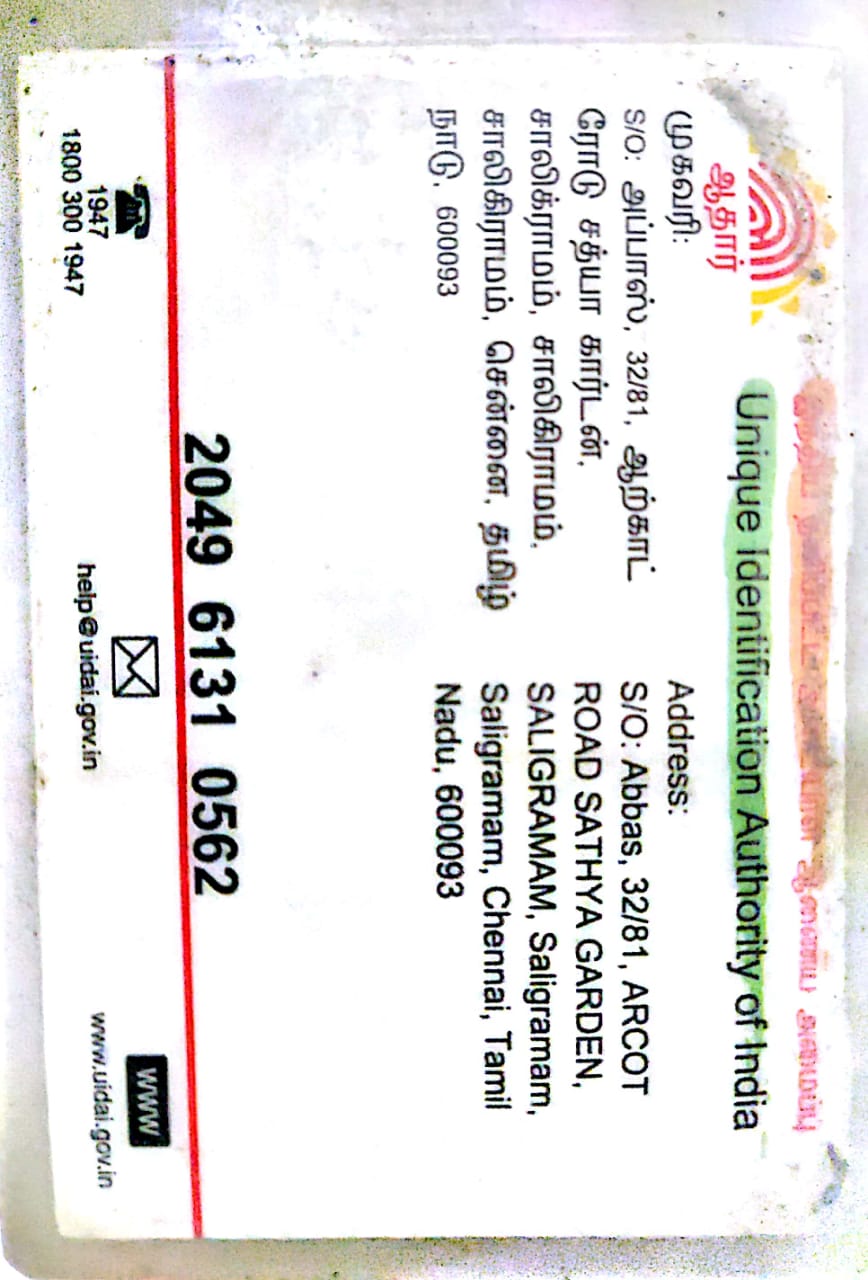 ஆணைய அமைப்பு
Unique Identification Authority of India
ஆதார்
முகவரி:
S/O: அப்பாஸ், 32/81, ஆற்காட்
ரோடு சத்யா கார்டன்,
சாலிக்ராமம், சாலிகிராமம்,
சாலிகிராமம், சென்னை, தமிழ்
நாடு, 600093
Address:
S/O: Abbas, 32/81, ARCOT
ROAD SATHYA GARDEN,
SALIGRAMAM, Saligramam,
Saligramam, Chennai, Tamil
Nadu, 600093
2049 6131 0562
1947
1800 300 1947
help@uidai.gov.in
www
www.uidai.gov.in